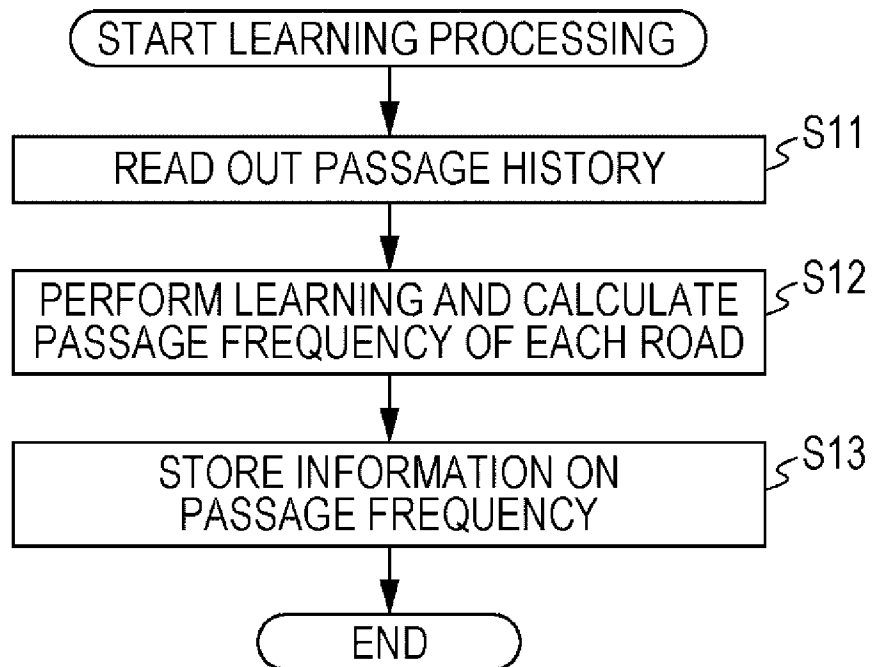 START LEARNING PROCESSING
S11
READ OUT PASSAGE HISTORY
S12
PERFORM LEARNING AND CALCULATE
PASSAGE FREQUENCY OF EACH ROAD
S13
STORE INFORMATION ON
PASSAGE FREQUENCY
END